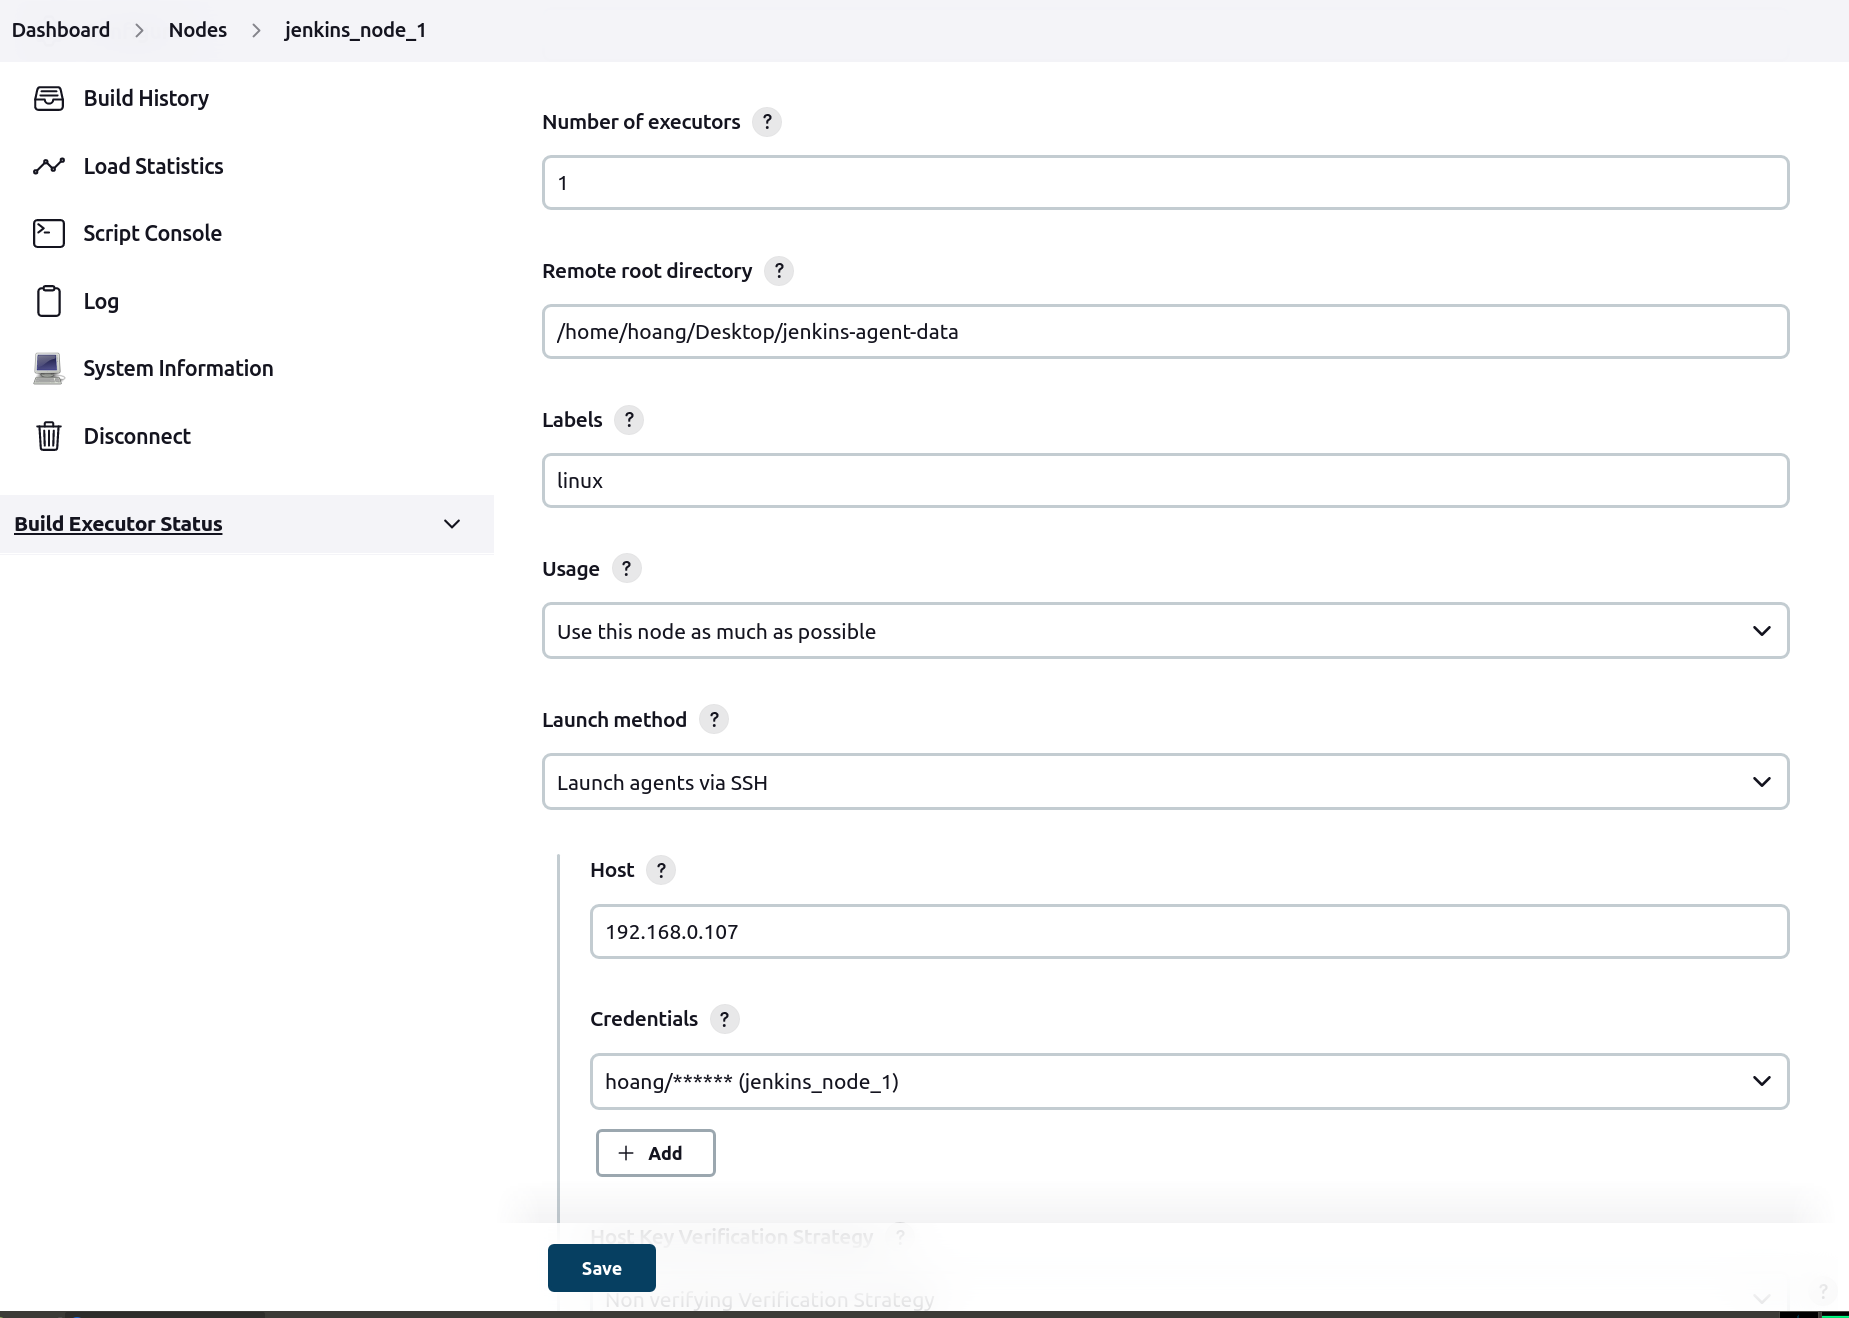 Dashboard > Nodes > jenkins_node_1
Build History
Load Statistics
Script Console
Log
System Information
Disconnect
Build Executor Status
Number of executors ?
1
Remote root directory ?
/home/hoang/Desktop/jenkins-agent-data
Labels ?
linux
Usage ?
Use this node as much as possible
Launch method ?
Launch agents via SSH
Host ?
192.168.0.107
Credentials ?
hoang/****** (jenkins_node_1)
+ Add
Host Key Verification Strategy ?
Save
Non verifying Verification Strategy
?